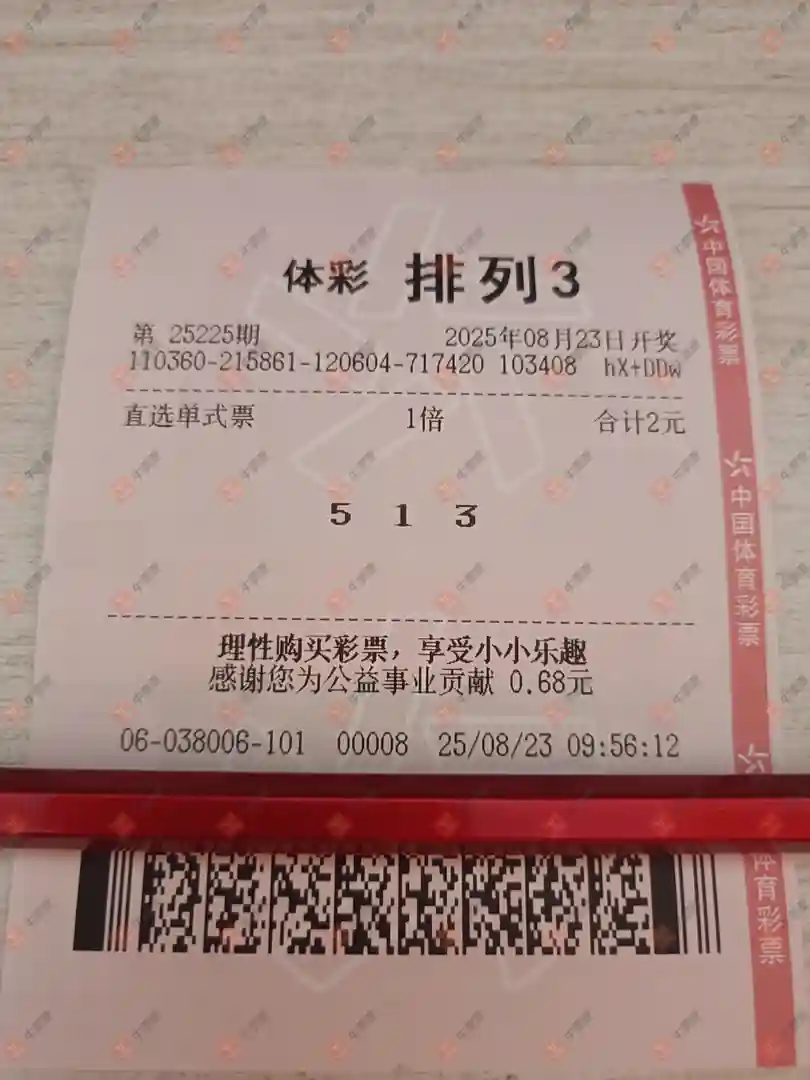 体彩 排列3
第 25225期 2025年08月23日开奖
110360-215861-120604-717420 103408 hX+DDw
直选单式票 1倍 合计2元
5 1 3
理性购买彩票，享受小小乐趣
感谢您为公益事业贡献 0.68元
06-038006-101 00008 25/08/23 09:56:12
中国体育彩票
中国体育彩票
体育彩票